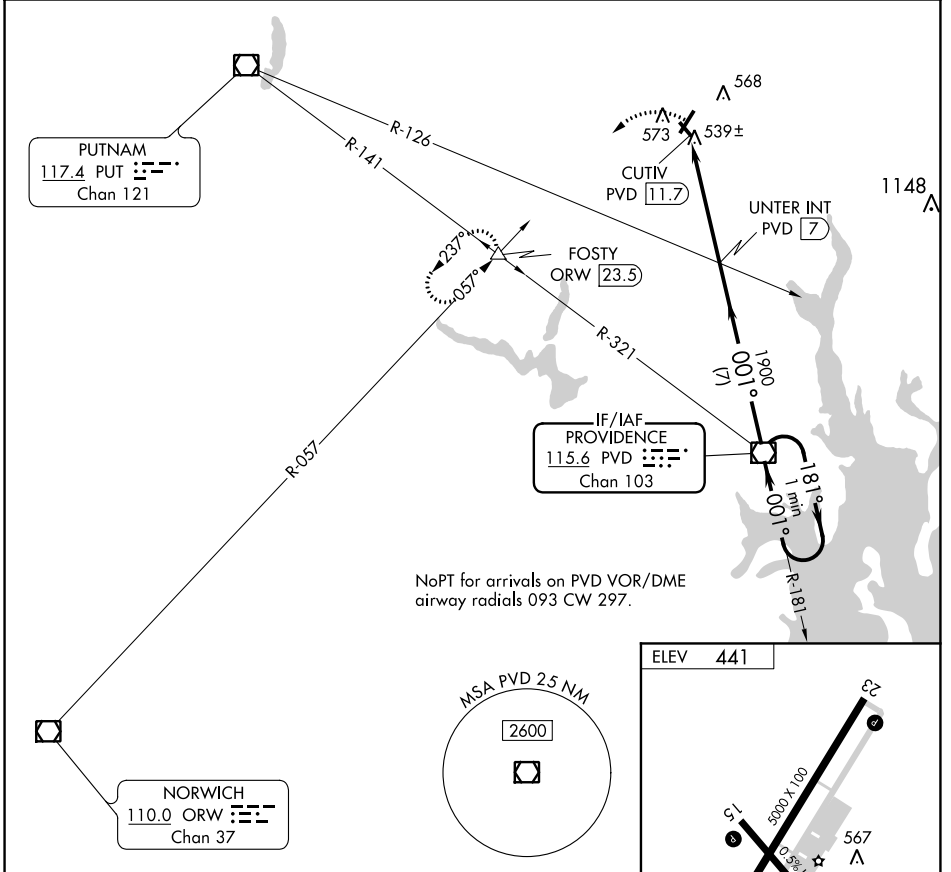 568
573
539±
PUTNAM
117.4 PUT
Chan 121
R-126
R-141
CUTIV
PVD 11.7
1148
UNTER INT
PVD 7
237°
057°
FOSTY
ORW 23.5
R-321
1900
001°
(7)
IF/IAF
PROVIDENCE
115.6 PVD
Chan 103
R-057
181°
1 min
001°
R-181
NoPT for arrivals on PVD VOR/DME
airway radials 093 CW 297.
ELEV 441
MSA PVD 25 NM
2600
23
P
5000 X 100
15
P
0.5%
567
NORWICH
110.0 ORW
Chan 37